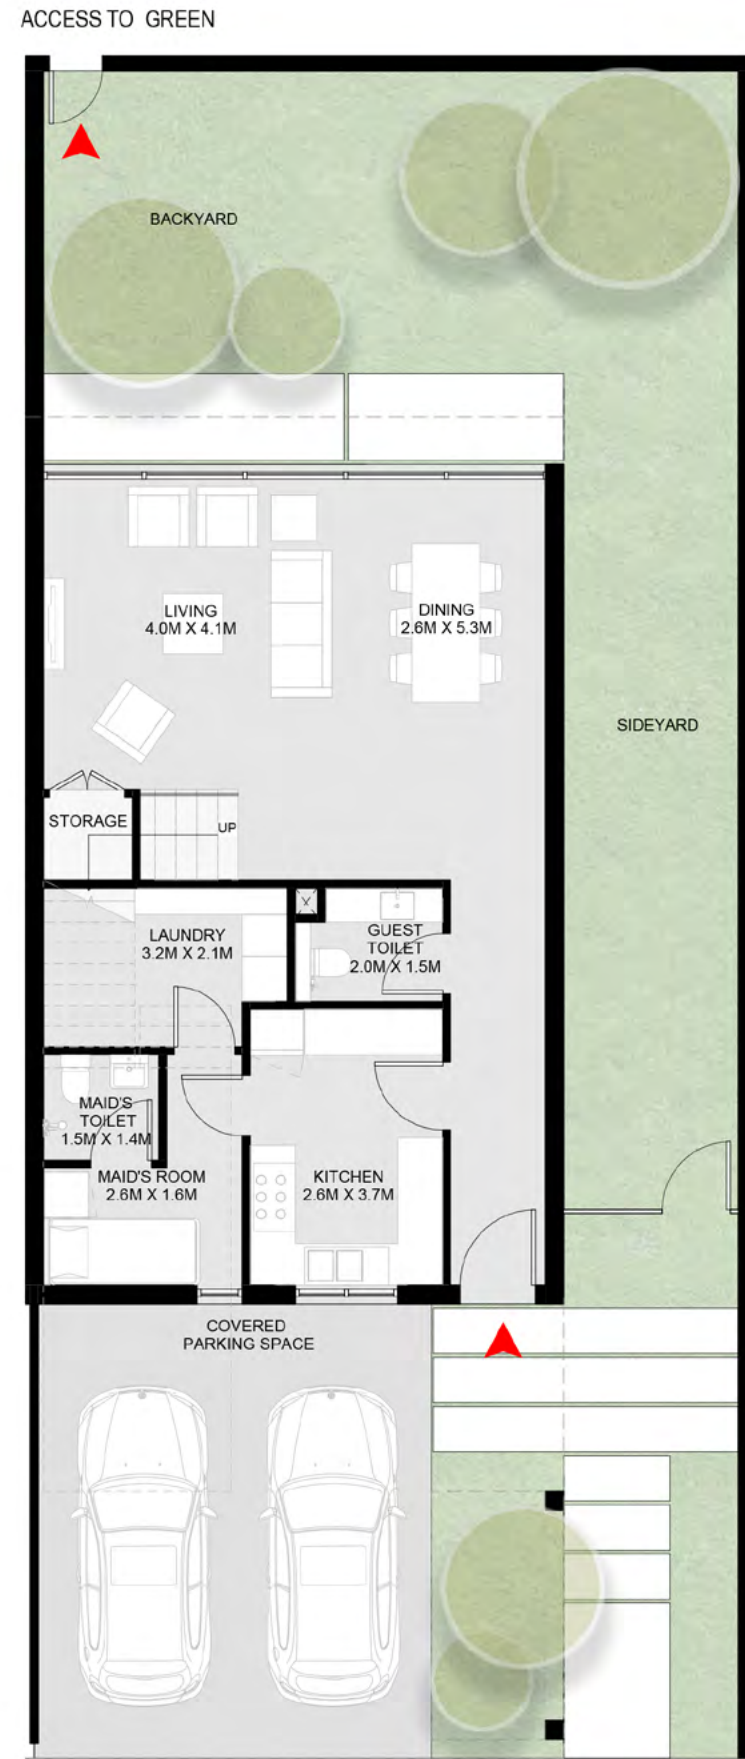 ACCESS TO GREEN
BACKYARD
LIVING
4.0M X 4.1M
DINING
2.6M X 5.3M
SIDEYARD
STORAGE
UP
LAUNDRY
3.2M X 2.1M
GUEST
TOILET
2.0M X 1.5M
MAID'S
TOILET
1.5M X 1.4M
MAID'S ROOM
2.6M X 1.6M
KITCHEN
2.6M X 3.7M
COVERED
PARKING SPACE